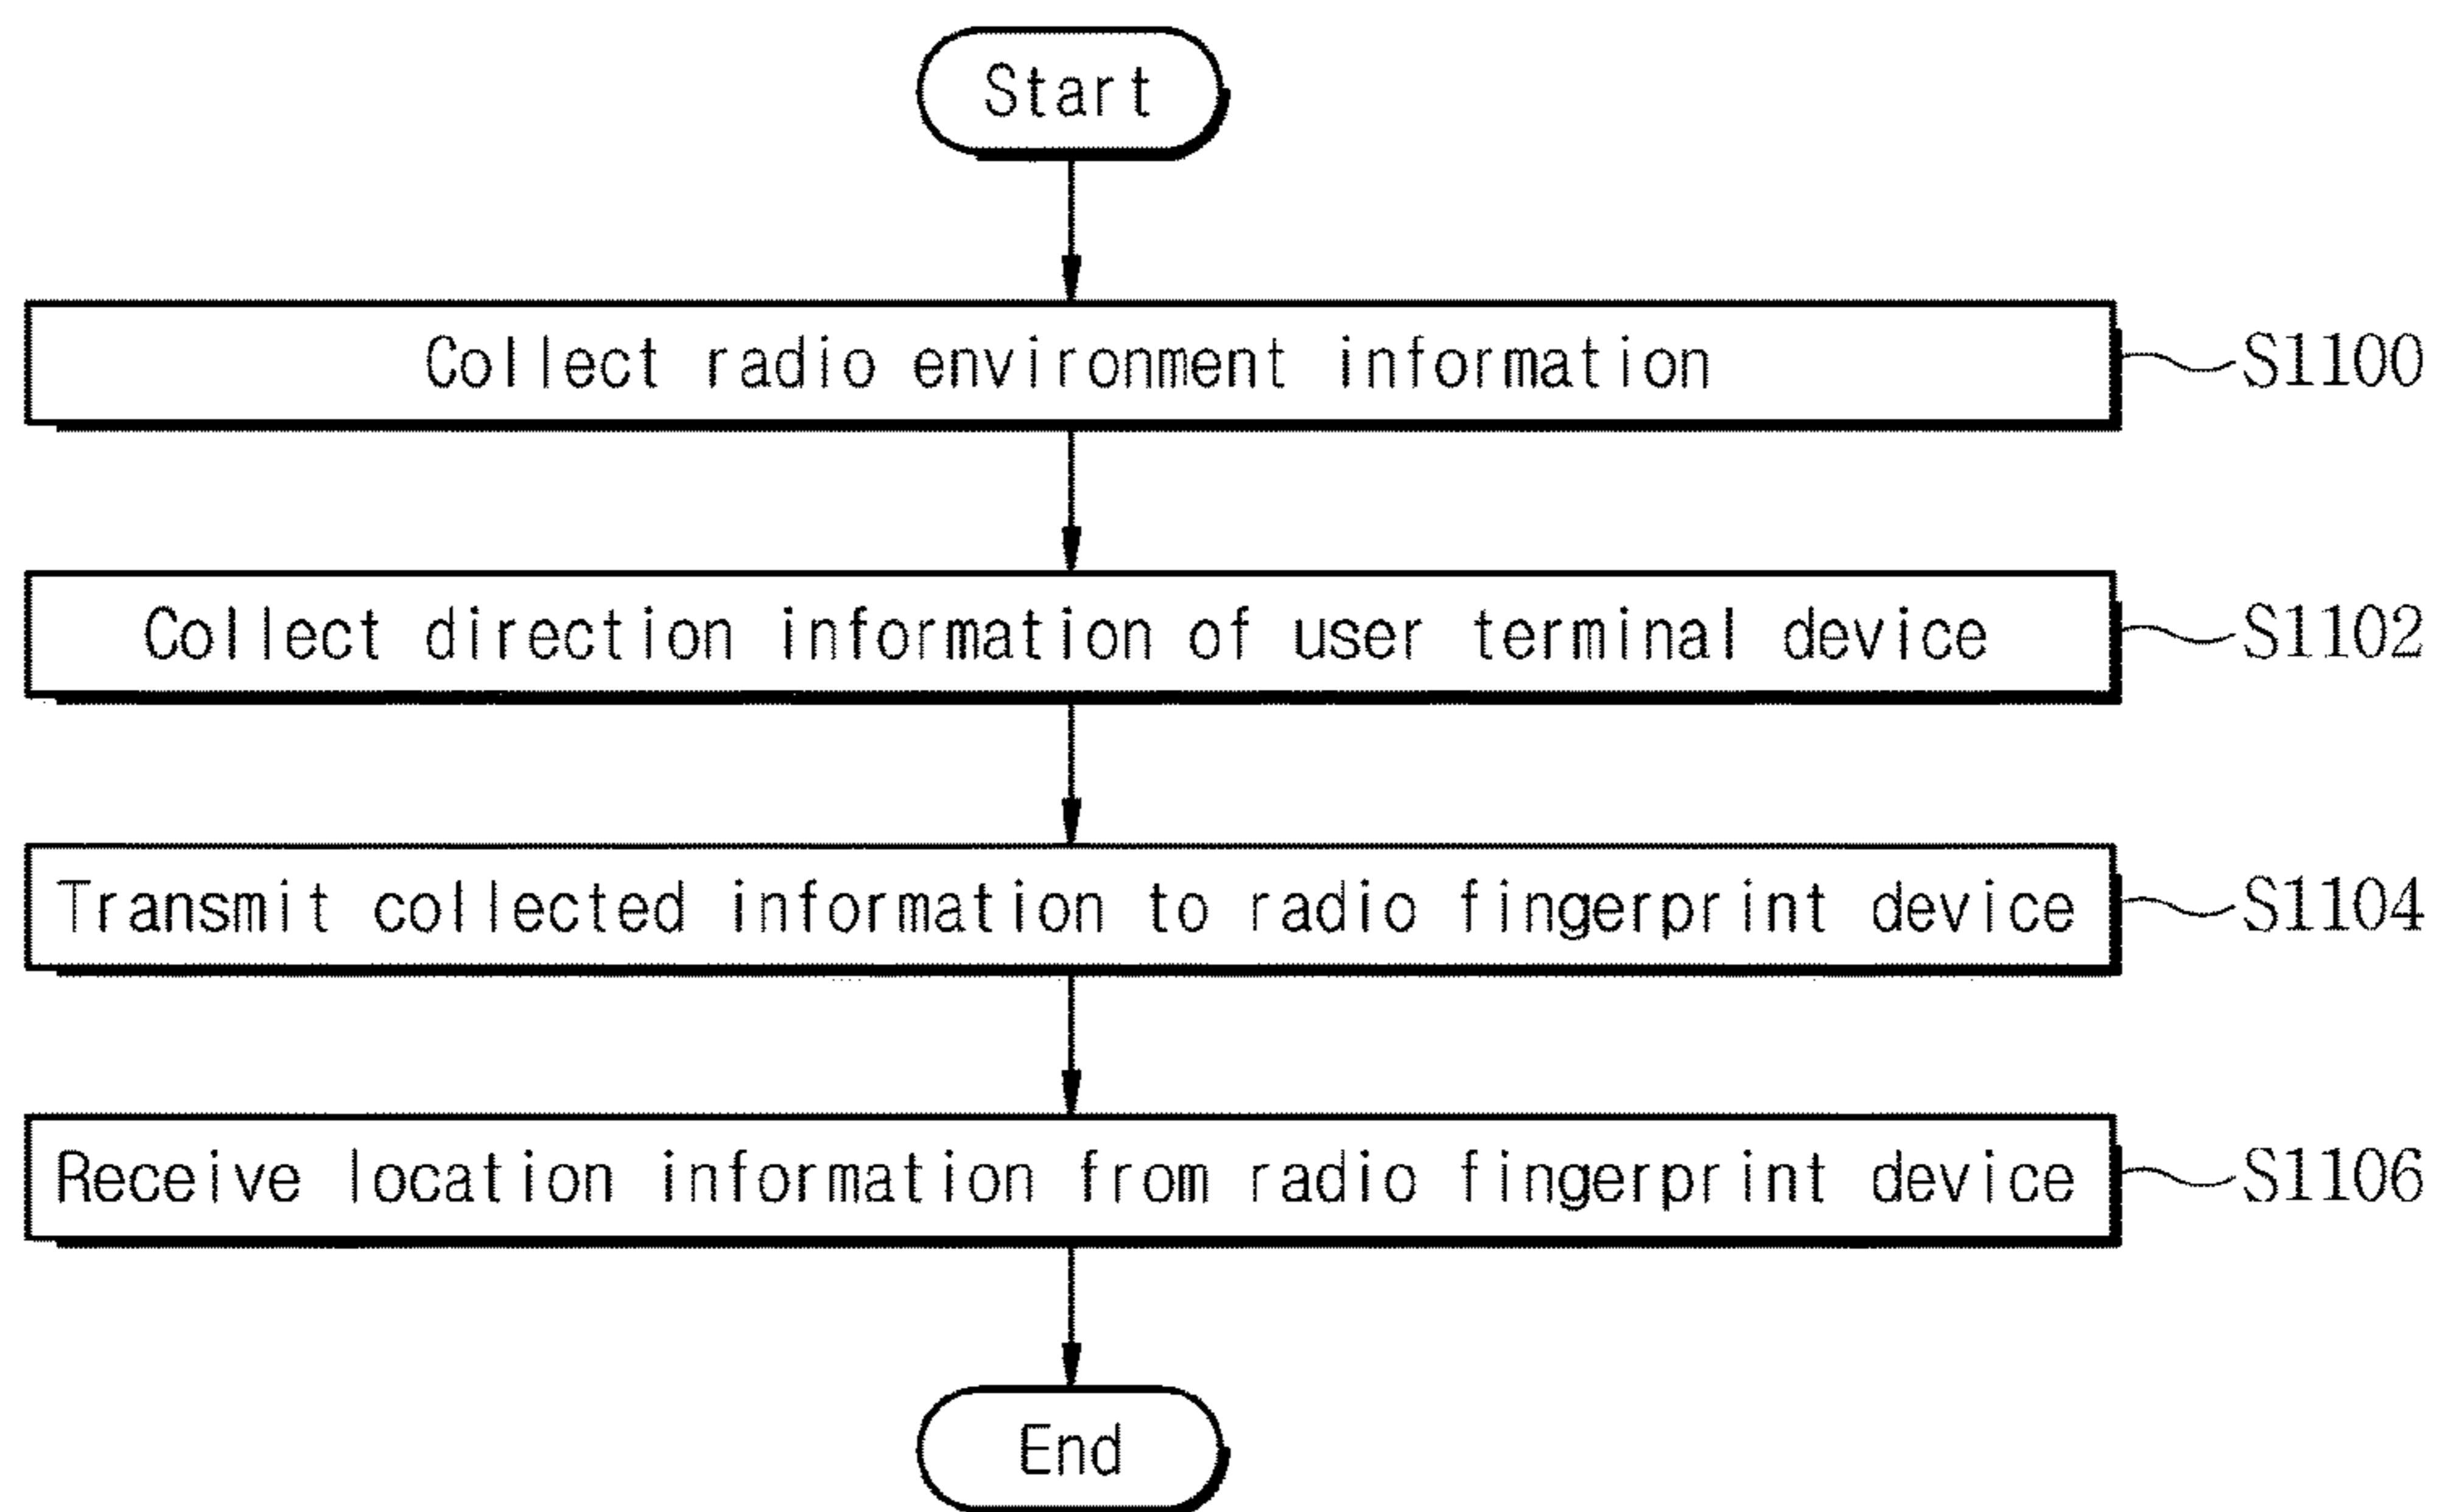 Start
Collect radio environment information
S1100
Collect direction information of user terminal device
S1102
Transmit collected information to radio fingerprint device
S1104
Receive location information from radio fingerprint device
S1106
End